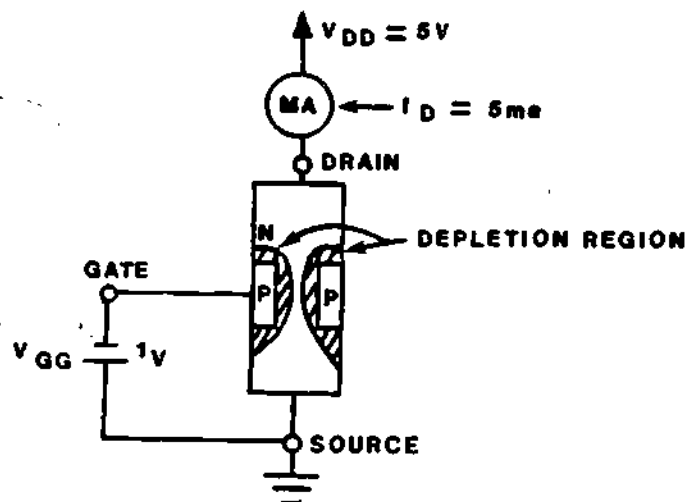 V DD = 5V
MA
I D = 5ma
DRAIN
N
DEPLETION REGION
GATE
P
P
V GG
1V
SOURCE